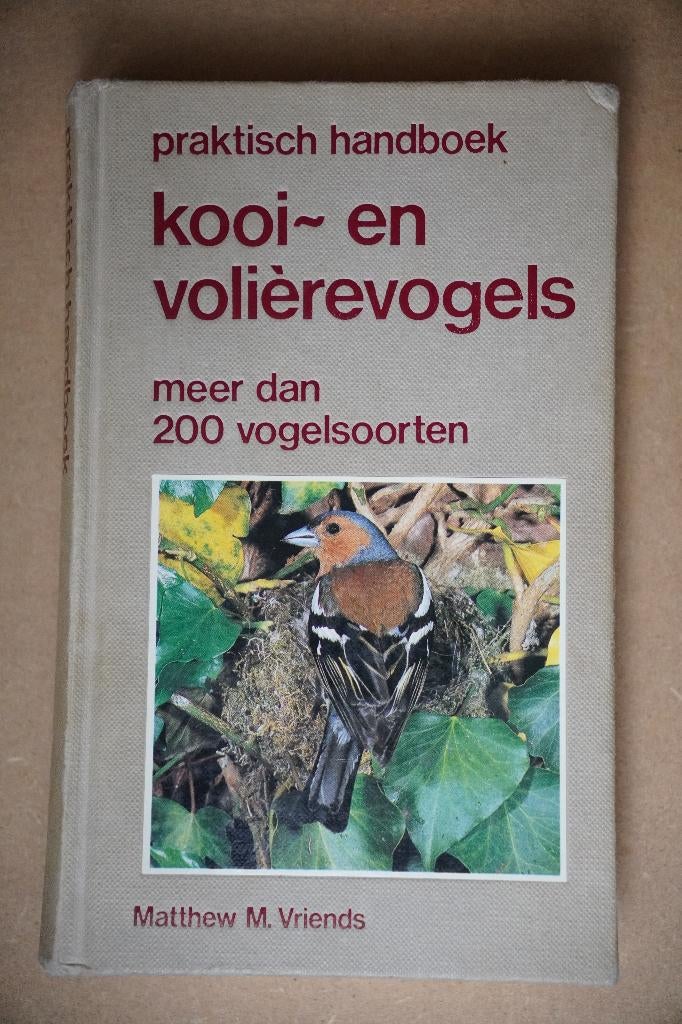 praktisch handboek
kooi~ en
volièrevogels
meer dan
200 vogelsoorten
Matthew M. Vriends
praktisch handboek